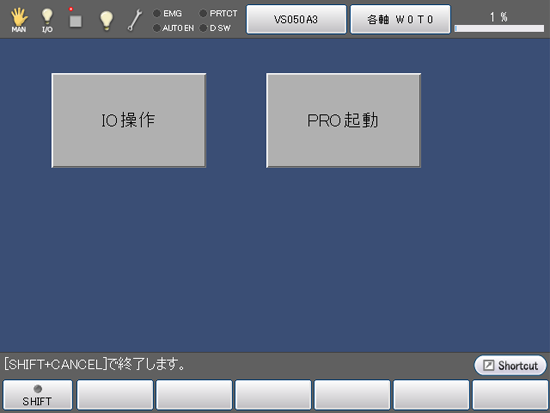 MAN
I/O
EMG
PRTCT
AUTO EN
D SW
VS050A3
各軸 W0T0
1 %
IO操作
PRO起動
[SHIFT+CANCEL]で終了します。
Shortcut
SHIFT